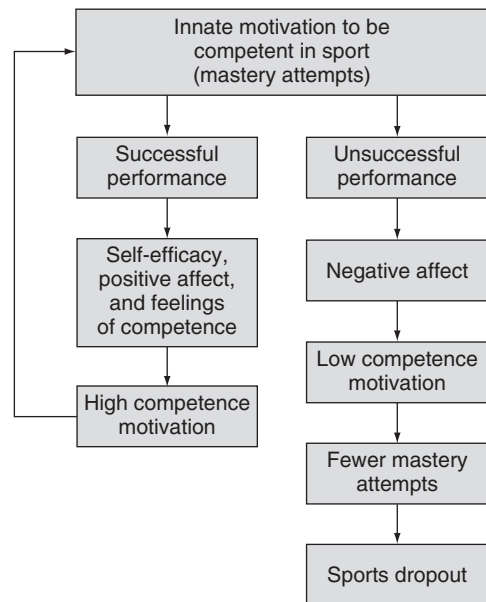 Innate motivation to be
competent in sport
(mastery attempts)
Successful
performance
Self-efficacy,
positive affect,
and feelings
of competence
High competence
motivation
Unsuccessful
performance
Negative affect
Low competence
motivation
Fewer mastery
attempts
Sports dropout